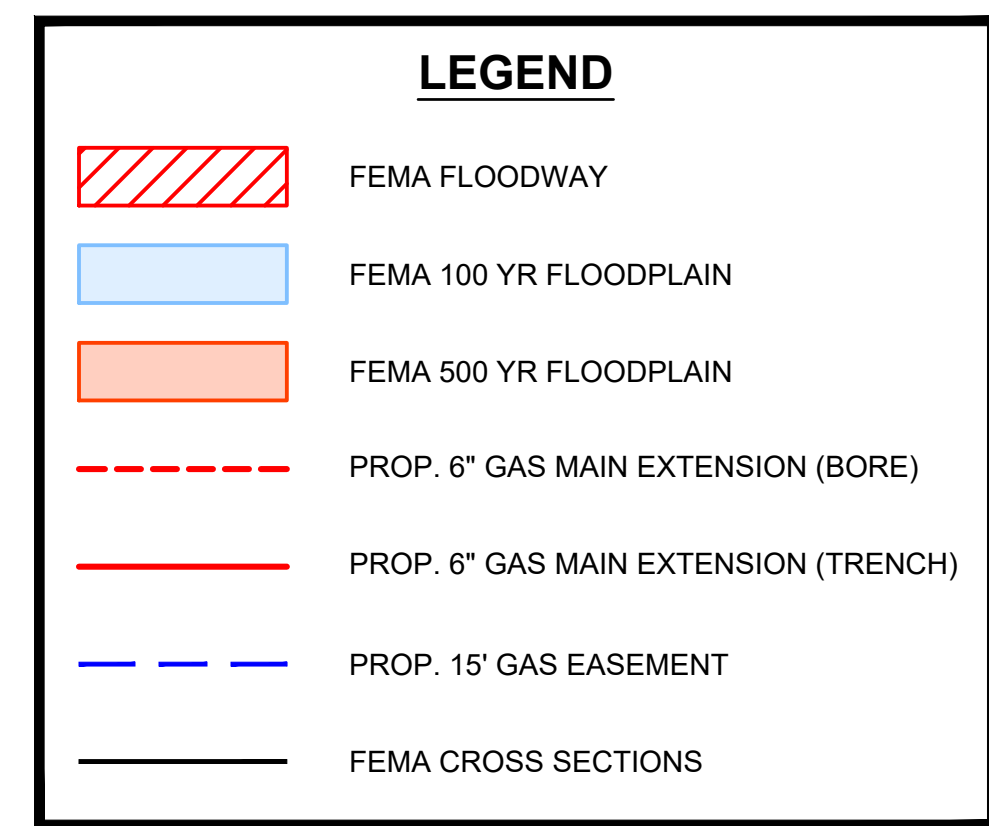 LEGEND
FEMA FLOODWAY
FEMA 100 YR FLOODPLAIN
FEMA 500 YR FLOODPLAIN
PROP. 6" GAS MAIN EXTENSION (BORE)
PROP. 6" GAS MAIN EXTENSION (TRENCH)
PROP. 15' GAS EASEMENT
FEMA CROSS SECTIONS